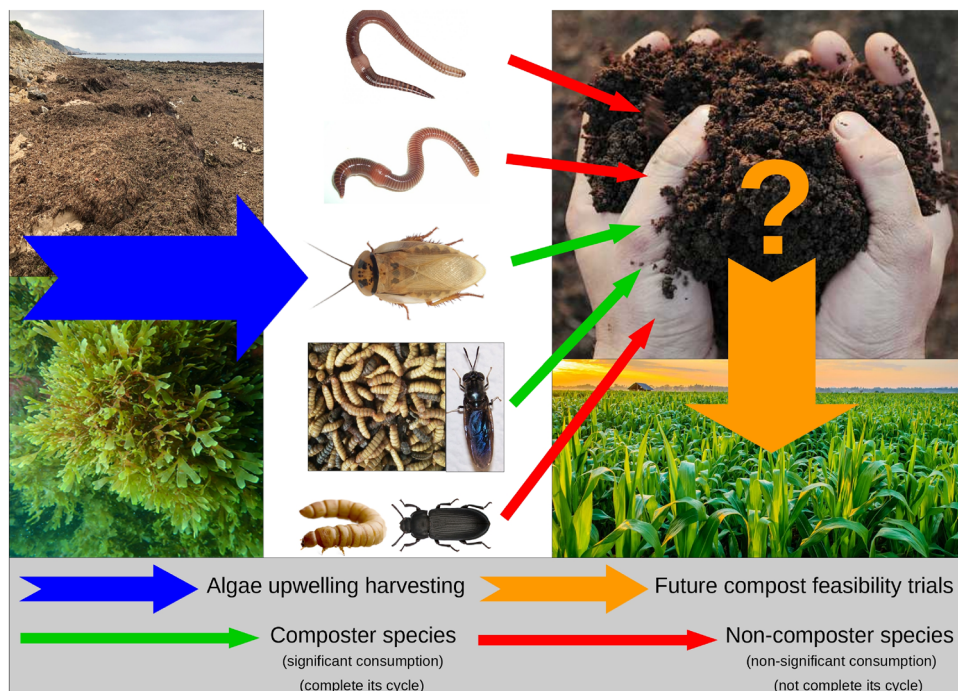 ?
Algae upwelling harvesting
Future compost feasibility trials
Composter species
(significant consumption)
(complete its cycle)
Non-composter species
(non-significant consumption)
(not complete its cycle)